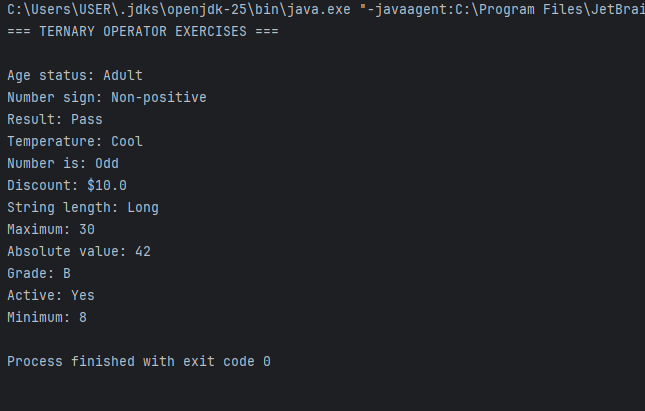 C:\Users\USER\.jdks\openjdk-25\bin\java.exe "-javaagent:C:\Program Files\JetBrai
=== TERNARY OPERATOR EXERCISES ===
Age status: Adult
Number sign: Non-positive
Result: Pass
Temperature: Cool
Number is: Odd
Discount: $10.0
String length: Long
Maximum: 30
Absolute value: 42
Grade: B
Active: Yes
Minimum: 8
Process finished with exit code 0